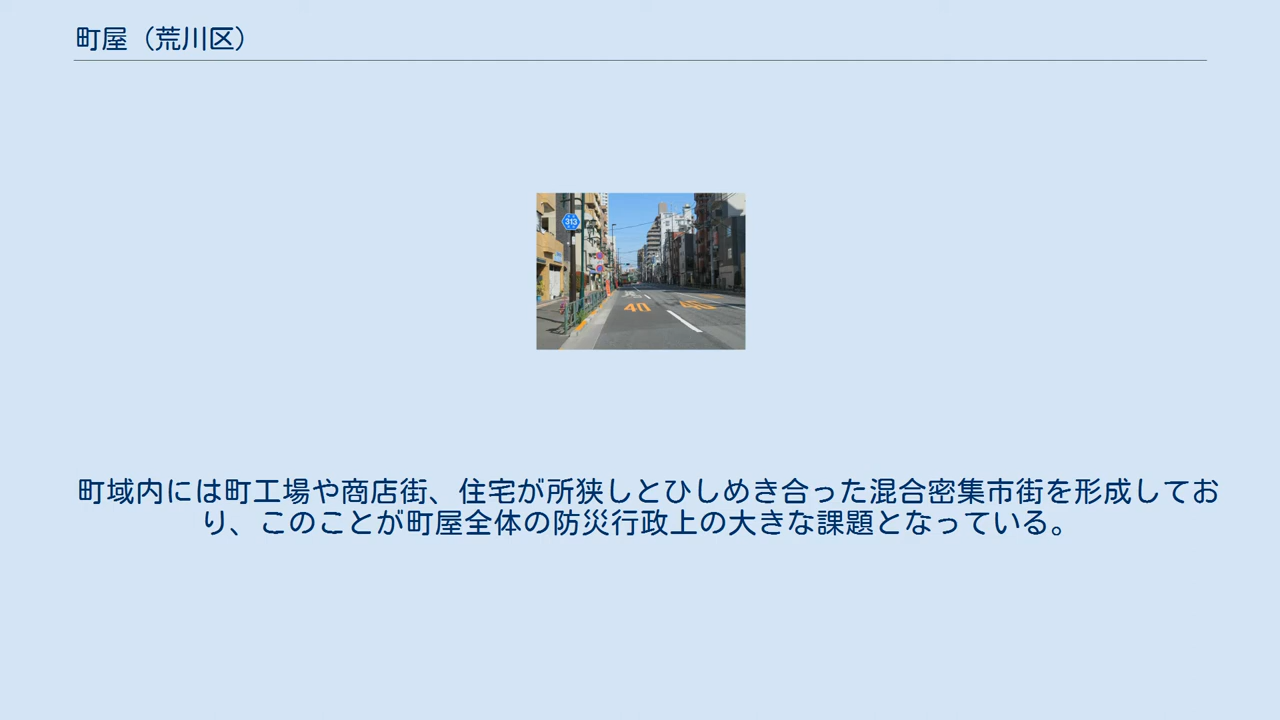 町屋（荒川区）
313
40
40
町域内には町工場や商店街、住宅が所狭しとひしめき合った混合密集市街を形成してお
り、このことが町屋全体の防災行政上の大きな課題となっている。